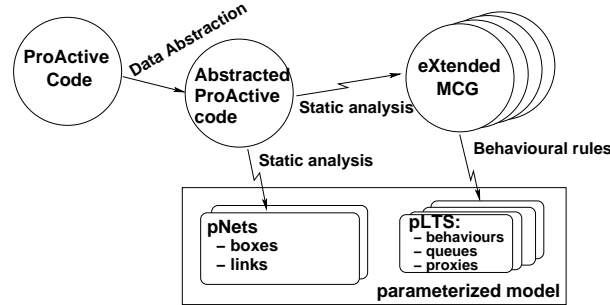 ProActive
Code
Data Abstraction
Abstracted
ProActive
code
Static analysis
eXtended
MCG
Static analysis
Behavioural rules
pNets
– boxes
– links
pLTS:
– behaviours
– queues
– proxies
parameterized model